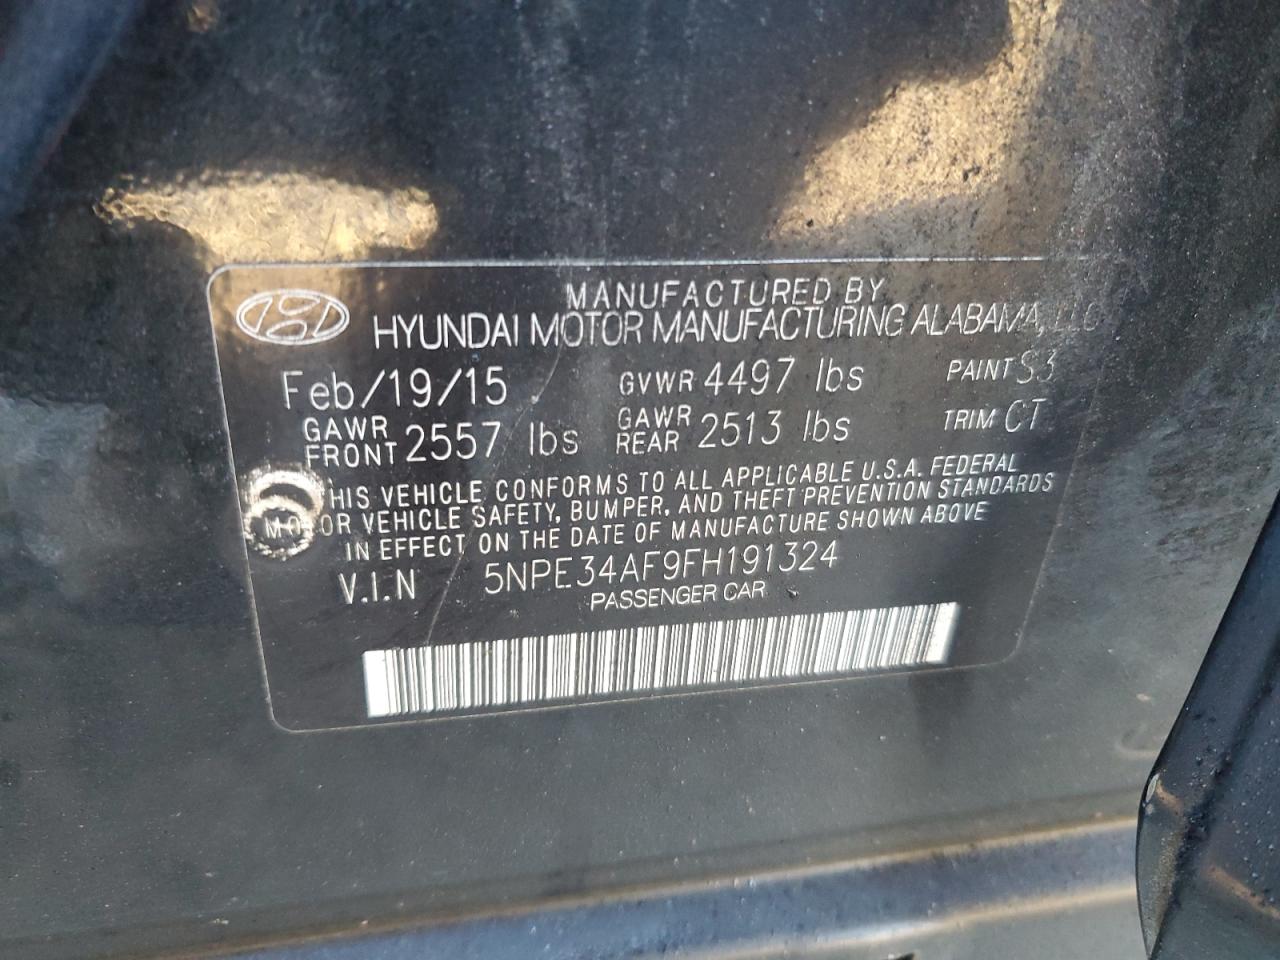 MANUFACTURED BY
HYUNDAI MOTOR MANUFACTURING ALABAMA, LLC
Feb/19/15 GVWR 4497 lbs PAINT S3
GAWR FRONT 2557 lbs GAWR REAR 2513 lbs TRIM CT
HIS VEHICLE CONFORMS TO ALL APPLICABLE U.S.A. FEDERAL
MOTOR VEHICLE SAFETY, BUMPER, AND THEFT PREVENTION STANDARDS
IN EFFECT ON THE DATE OF MANUFACTURE SHOWN ABOVE
V.I.N 5NPE34AF9FH191324
PASSENGER CAR